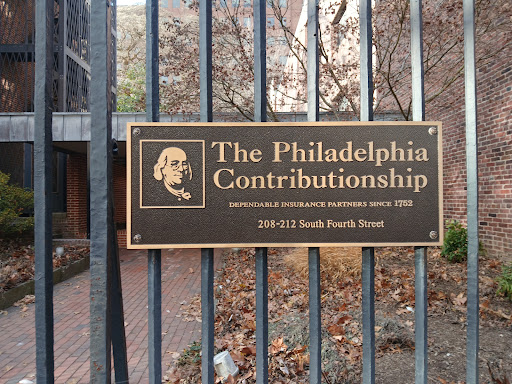 The Philadelphia
Contributionship
DEPENDABLE INSURANCE PARTNERS SINCE 1752
208-212 South Fourth Street